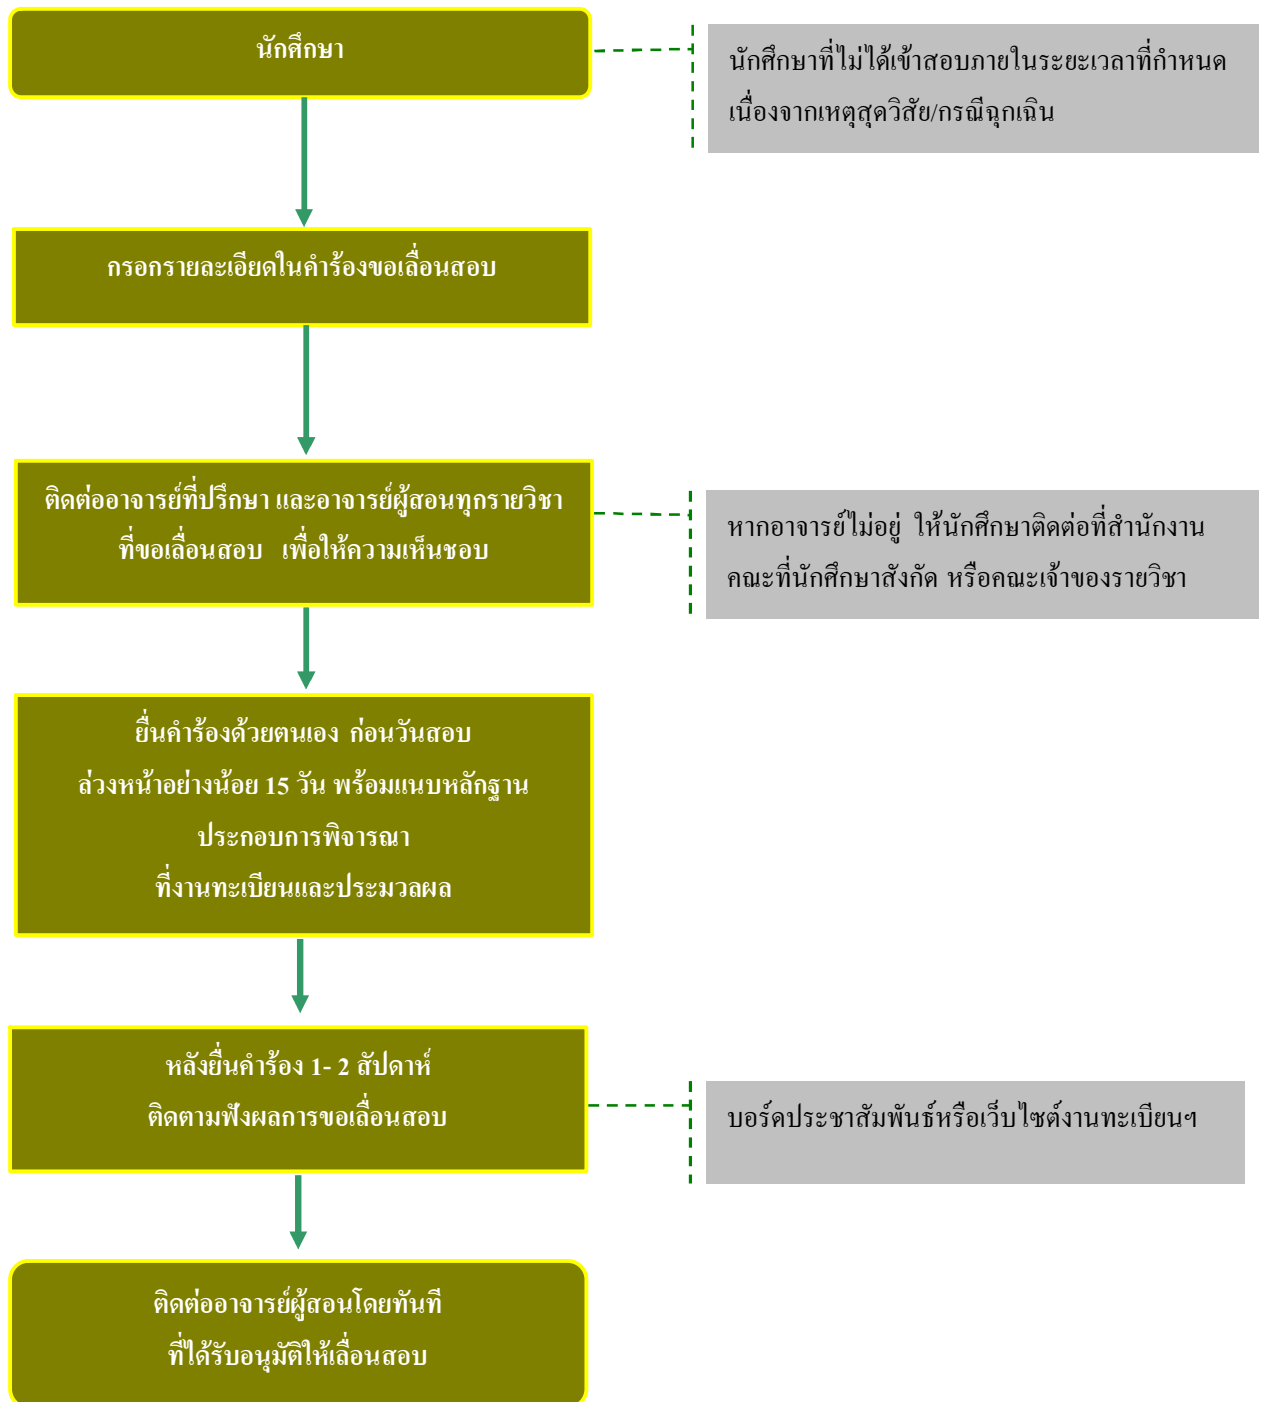 นักศึกษา
นักศึกษาที่ไม่ได้เข้าสอบภายในระยะเวลาที่กำหนด
เนื่องจากเหตุสุดวิสัย/กรณีฉุกเฉิน
กรอกรายละเอียดในคำร้องขอเลื่อนสอบ
ติดต่ออาจารย์ที่ปรึกษา และอาจารย์ผู้สอนทุกรายวิชา
ที่ขอเลื่อนสอบ เพื่อให้ความเห็นชอบ
หากอาจารย์ไม่อยู่ ให้นักศึกษาติดต่อที่สำนักงาน
คณะที่นักศึกษาสังกัด หรือคณะเจ้าของรายวิชา
ยื่นคำร้องด้วยตนเอง ก่อนวันสอบ
ล่วงหน้าอย่างน้อย 15 วัน พร้อมแนบหลักฐาน
ประกอบการพิจารณา
ที่งานทะเบียนและประมวลผล
หลังยื่นคำร้อง 1- 2 สัปดาห์
ติดตามฟังผลการขอเลื่อนสอบ
บอร์ดประชาสัมพันธ์หรือเว็บไซต์งานทะเบียนฯ
ติดต่ออาจารย์ผู้สอนโดยทันที
ที่ได้รับอนุมัติให้เลื่อนสอบ